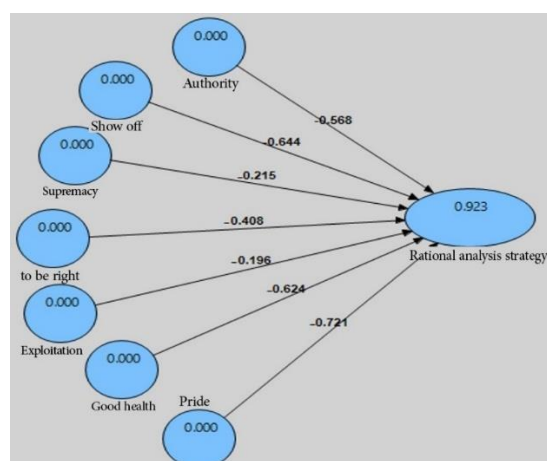 0.000
Authority
0.000
Show off
0.000
Supremacy
0.000
to be right
0.000
Exploitation
0.000
Good health
Pride
0.000
-0.568
-0.644
-0.215
-0.408
-0.196
-0.624
-0.721
0.923
Rational analysis strategy